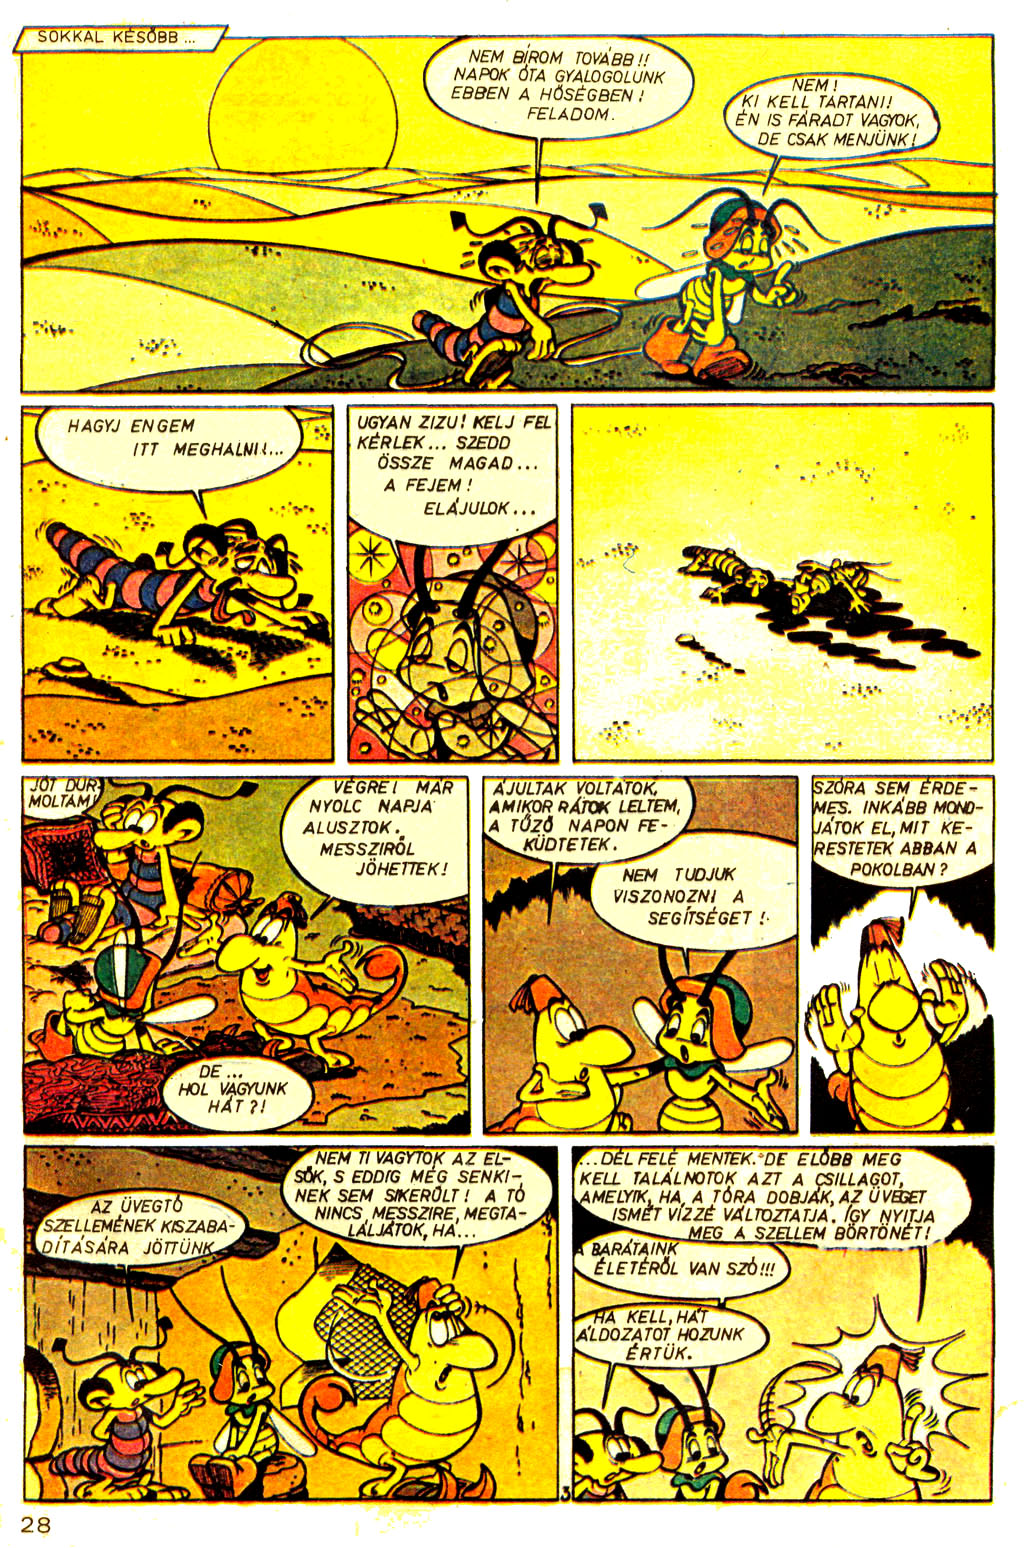 SOKKAL KÉSŐBB ...
NEM BÍROM TOVÁBB !!
NAPOK ÓTA GYALOGOLUNK
EBBEN A HŐSÉGBEN !
FELADOM.
NEM !
KI KELL TARTANI!
ÉN IS FÁRADT VAGYOK,
DE CSAK MENJÜNK !
HAGYJ ENGEM
ITT MEGHALNI!...
UGYAN ZIZU! KELJ FEL
KÉRLEK... SZEDD
ÖSSZE MAGAD...
A FEJEM !
ELÁJULOK...
JÓT DUR-
MOLTAM!
VÉGRE! MÁR
NYOLC NAPJA
ALUSZTOK.
MESSZIRŐL
JÖHETTEK!
DE ...
HOL VAGYUNK
HÁT ?!
ÁJULTAK VOLTATOK,
AMIKOR RÁTOK LELTEM,
A TŰZŐ NAPON FE-
KÜDTETEK.
NEM TUDJUK
VISZONOZNI A
SEGÍTSÉGET !
SZÓRA SEM ÉRDE-
MES. INKÁBB MOND-
JÁTOK EL, MIT KE-
RESTETEK ABBAN A
POKOLBAN ?
AZ ÜVEGTÓ
SZELLEMÉNEK KISZABA-
DÍTÁSÁRA JÖTTÜNK
NEM TI VAGYTOK AZ EL-
SŐK, S EDDIG MÉG SENKI-
NEK SEM SIKERÜLT ! A TÓ
NINCS MESSZIRE, MEGTA-
LÁLJÁTOK, HA...
...DÉL FELÉ MENTEK. DE ELŐBB MEG
KELL TALÁLNOTOK AZT A CSILLAGOT,
AMELYIK, HA A TÓRA DOBJÁK, AZ ÜVEGET
ISMÉT VÍZZÉ VÁLTOZTATJA. ÍGY NYITJA
MEG A SZELLEM BÖRTÖNÉT!
A BARÁTAINK
ÉLETÉRŐL VAN SZÓ!!!
HA KELL, HÁT
ÁLDOZATOT HOZUNK
ÉRTÜK.
3
28